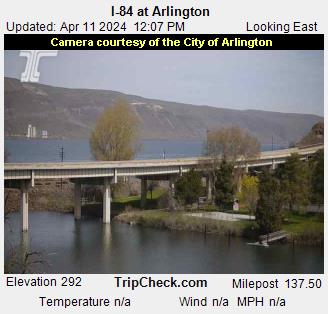 I-84 at Arlington
Updated: Apr 11 2024 12:07 PM Looking East
Camera courtesy of the City of Arlington
Elevation 292 TripCheck.com Milepost 137.50
Temperature n/a Wind n/a MPH n/a